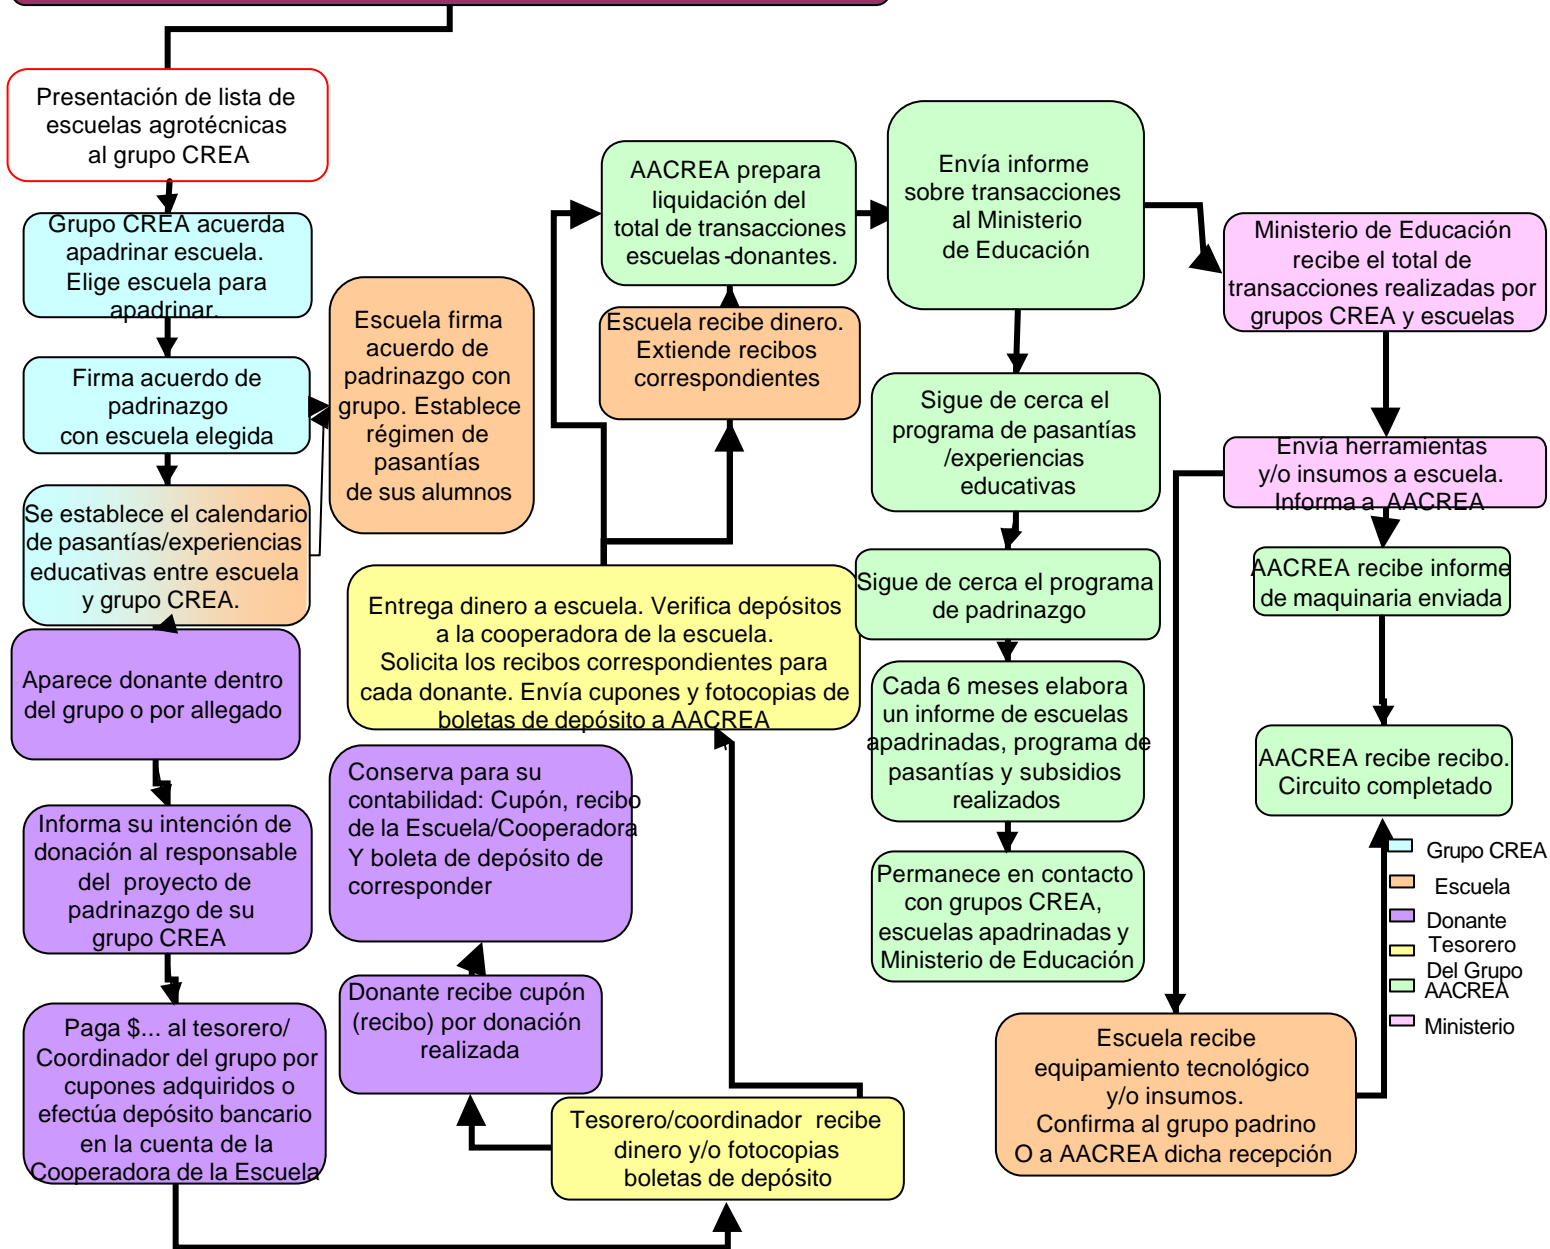 Presentación de lista de
escuelas agrotécnicas
al grupo CREA
Grupo CREA acuerda
apadrinar escuela.
Elige escuela para
apadrinar.
Firma acuerdo de
padrinazgo
con escuela elegida
Se establece el calendario
de pasantías/experiencias
educativas entre escuela
y grupo CREA.
Escuela firma
acuerdo de
padrinazgo con
grupo. Establece
régimen de
pasantías
de sus alumnos
Aparece donante dentro
del grupo o por allegado
Informa su intención de
donación al responsable
del proyecto de
padrinazgo de su
grupo CREA
Paga $... al tesorero/
Coordinador del grupo por
cupones adquiridos o
efectúa depósito bancario
en la cuenta de la
Cooperadora de la Escuela
Tesorero/coordinador recibe
dinero y/o fotocopias
boletas de depósito
Donante recibe cupón
(recibo) por donación
realizada
Conserva para su
contabilidad: Cupón, recibo
de la Escuela/Cooperadora
Y boleta de depósito de
corresponder
Entrega dinero a escuela. Verifica depósitos
a la cooperadora de la escuela.
Solicita los recibos correspondientes para
cada donante. Envía cupones y fotocopias de
boletas de depósito a AACREA
Escuela recibe dinero.
Extiende recibos
correspondientes
AACREA prepara
liquidación del
total de transacciones
escuelas-donantes.
Envía informe
sobre transacciones
al Ministerio
de Educación
Sigue de cerca el
programa de pasantías
/experiencias
educativas
Sigue de cerca el programa
de padrinazgo
Cada 6 meses elabora
un informe de escuelas
apadrinadas, programa de
pasantías y subsidios
realizados
Permanece en contacto
con grupos CREA,
escuelas apadrinadas y
Ministerio de Educación
Ministerio de Educación
recibe el total de
transacciones realizadas por
grupos CREA y escuelas
Envía herramientas
y/o insumos a escuela.
Informa a AACREA
AACREA recibe informe
de maquinaria enviada
AACREA recibe recibo.
Circuito completado
Escuela recibe
equipamiento tecnológico
y/o insumos.
Confirma al grupo padrino
O a AACREA dicha recepción
Grupo CREA
Escuela
Donante
Tesorero
Del Grupo
AACREA
Ministerio